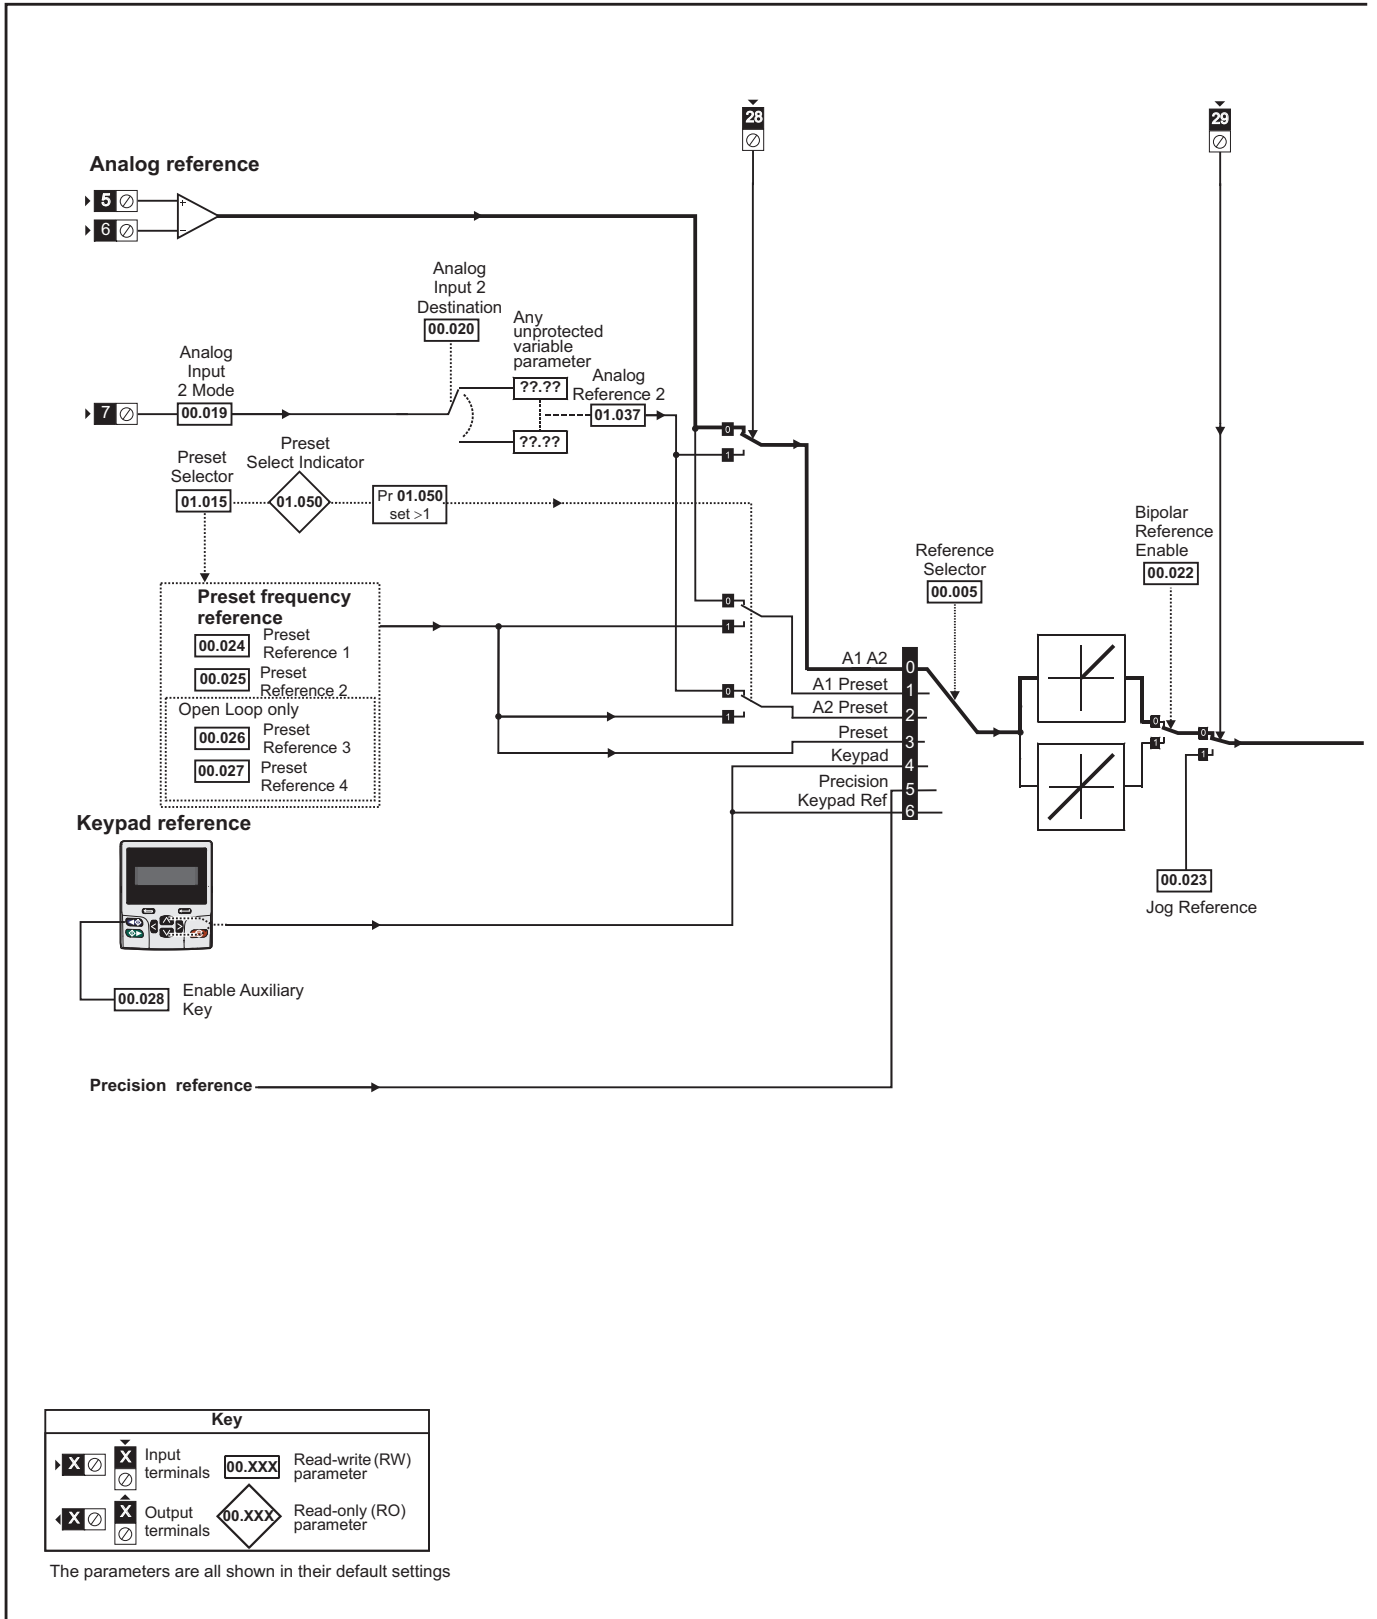 28
29
Analog reference
5
+
6
−
Analog
Input 2
Destination
00.020
Any
unprotected
variable
parameter
??.??
??.??
Analog
Reference 2
01.037
Analog
Input
2 Mode
7
00.019
0
1
Preset
Selector
01.015
Preset
Select Indicator
01.050
Pr 01.050
set >1
Preset frequency
reference
00.024
Preset
Reference 1
00.025
Preset
Reference 2
Open Loop only
00.026
Preset
Reference 3
00.027
Preset
Reference 4
0
1
0
1
Reference
Selector
00.005
A1 A2
0
A1 Preset
1
A2 Preset
2
Preset
3
Keypad
4
Precision
5
Keypad Ref
6
Bipolar
Reference
Enable
00.022
0
1
0
1
00.023
Jog Reference
Keypad reference
00.028
Enable Auxiliary
Key
Precision reference
Key
X
X
Input
terminals
00.XXX
Read-write (RW)
parameter
X
X
Output
terminals
00.XXX
Read-only (RO)
parameter
The parameters are all shown in their default settings